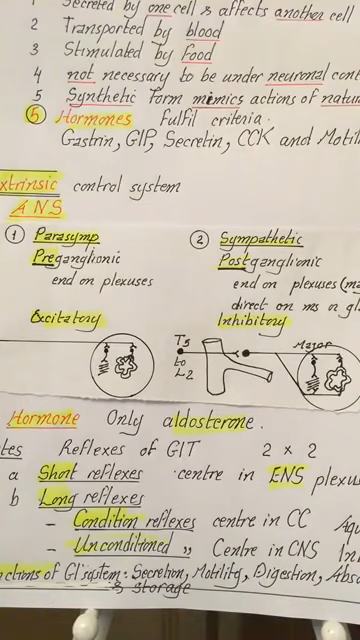 Secreted by one cell & affects another cell
2 Transported by blood
3 Stimulated by Food
4 not necessary to be under neuronal cont
5 Synthetic form mimics actions of natur
5 Hormones Fulfil criteria.
Gastrin, GIP, Secretin, CCK and Motil
xtrinsic control system
ANS
1 Parasymp
Preganglionic
end on plexuses
Excitatory
2 Sympathetic
Postganglionic
end on plexuses (ma
direct on ms or gl
Inhibitory
T5
to
L2
Major
Hormone Only aldosterone.
tes Reflexes of GIT 2 x 2
a Short reflexes centre in ENS plexu
b Long reflexes
- Condition reflexes centre in CC
- Unconditioned ,, Centre in CNS In
nctions of GI system: Secretion, Motility, Digestion, Abso
& storage